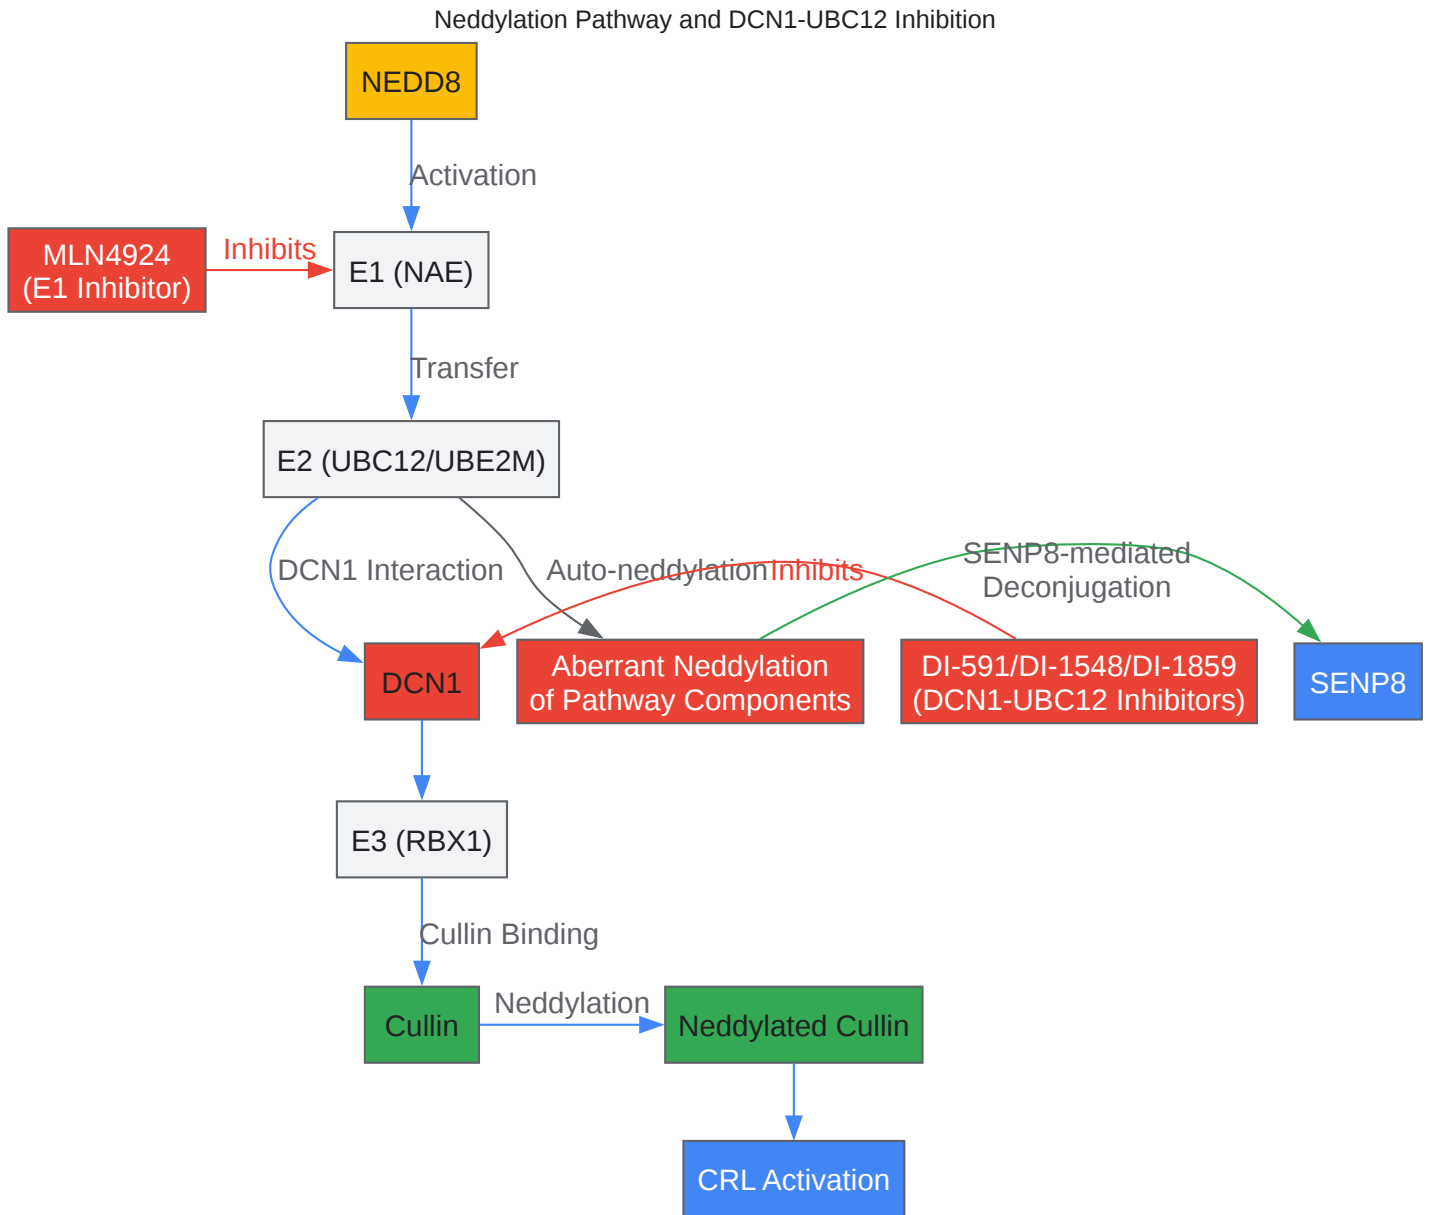 Neddylation Pathway and DCN1-UBC12 Inhibition
NEDD8
Activation
MLN4924
(E1 Inhibitor)
Inhibits
E1 (NAE)
Transfer
E2 (UBC12/UBE2M)
DCN1 Interaction
Auto-neddylation
Inhibits
SENP8-mediated
Deconjugation
DCN1
Aberrant Neddylation
of Pathway Components
DI-591/DI-1548/DI-1859
(DCN1-UBC12 Inhibitors)
SENP8
E3 (RBX1)
Cullin Binding
Cullin
Neddylation
Neddylated Cullin
CRL Activation